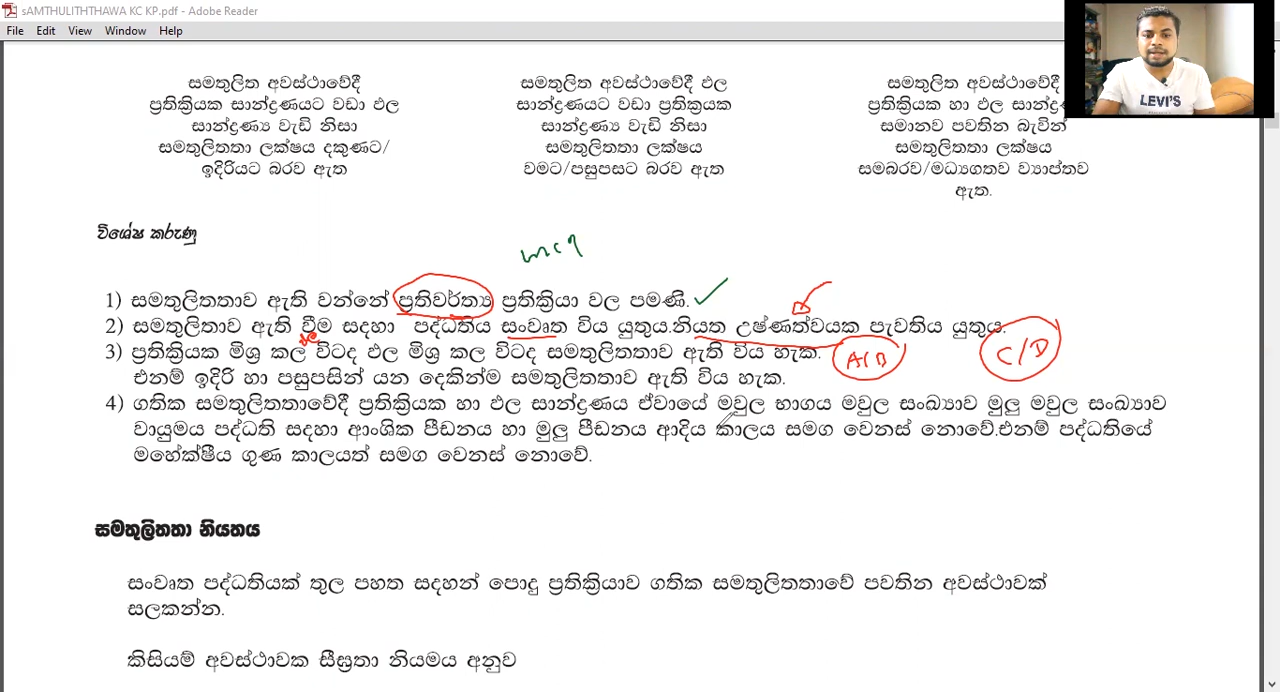 sAMTHULITHTHAWA KC KP.pdf - Adobe Reader
File Edit View Window Help
සමතුලිත අවස්ථාවේදී
ප්‍රතික්‍රියක සාන්ද්‍රණයට වඩා ඵල
සාන්ද්‍රණ්‍ය වැඩි නිසා
සමතුලිතතා ලක්ෂය දකුණට/
ඉදිරියට බරව ඇත
සමතුලිත අවස්ථාවේදී ඵල
සාන්ද්‍රණයට වඩා ප්‍රතික්‍රයක
සාන්ද්‍රණ්‍ය වැඩි නිසා
සමතුලිතතා ලක්ෂය
වමට/පසුපසට බරව ඇත
සමතුලිත අවස්ථාවේදී
ප්‍රතික්‍රියක හා ඵල
සමානව පවතින බැවින්
සමතුලිතතා ලක්ෂය
සමබරව/මධ්‍යගතව ව්‍යාප්තව
ඇත.
LEVI'S
විශේෂ කරුණු
mcq
1) සමතුලිතතාව ඇති වන්නේ ප්‍රතිවර්ත්‍ය ප්‍රතික්‍රියා වල පමණි.
2) සමතුලිතාව ඇති වීම සදහා පද්ධතිය සංවෘත විය යුතුය.නියත උෂ්ණත්වයක පැවතිය යුතුය.
3) ප්‍රතික්‍රියක මිශ්‍ර කල විටද ඵල මිශ්‍ර කල විටද සමතුලිතතාව ඇති විය හැක. A/B C/D
එනම් ඉදිරි හා පසුපසින් යන දෙකින්ම සමතුලිතතාව ඇති විය හැක.
4) ගතික සමතුලිතතාවේදී ප්‍රතික්‍රියක හා ඵල සාන්ද්‍රණය ඒවායේ මවුල භාගය මවුල සංඛ්‍යාව මුලු මවුල සංඛ්‍යාව
වායුමය පද්ධති සදහා ආංශික පීඩනය හා මුලු පීඩනය ආදිය කාලය සමග වෙනස් නොවේ.එනම් පද්ධතියේ
මහේක්ෂීය ගුණ කාලයත් සමග වෙනස් නොවේ.
සමතුලිතතා නියතය
සංවෘත පද්ධතියක් තුල පහත සදහන් පොදු ප්‍රතික්‍රියාව ගතික සමතුලිතතාවේ පවතින අවස්ථාවක්
සලකන්න.
කිසියම් අවස්ථාවක සීඝ්‍රතා නියමය අනුව